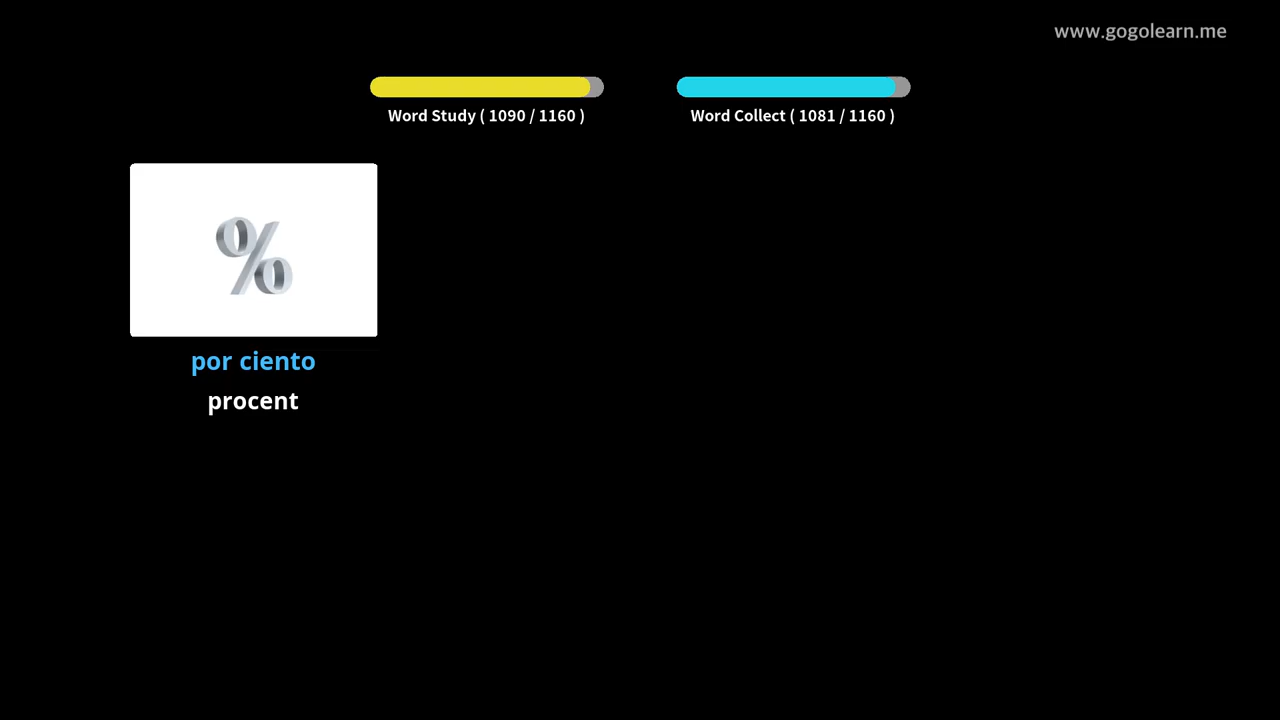 www.gogolearn.me
Word Study ( 1090 / 1160 )
Word Collect ( 1081 / 1160 )
%
por ciento
procent